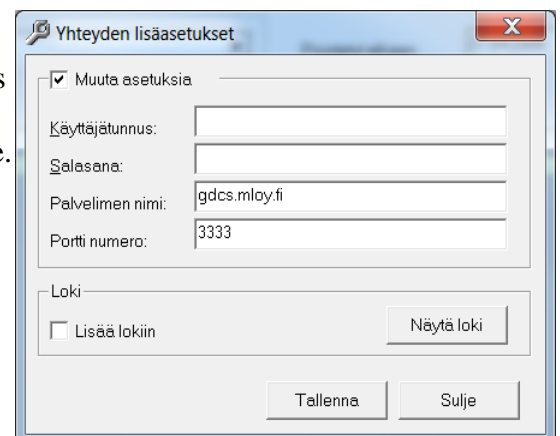 Yhteyden lisäasetukset
Muuta asetuksia
Käyttäjätunnus:
Salasana:
Palvelimen nimi: gdcs.mloy.fi
Portti numero: 3333
Loki
Lisää lokiin Näytä loki
Tallenna Sulje